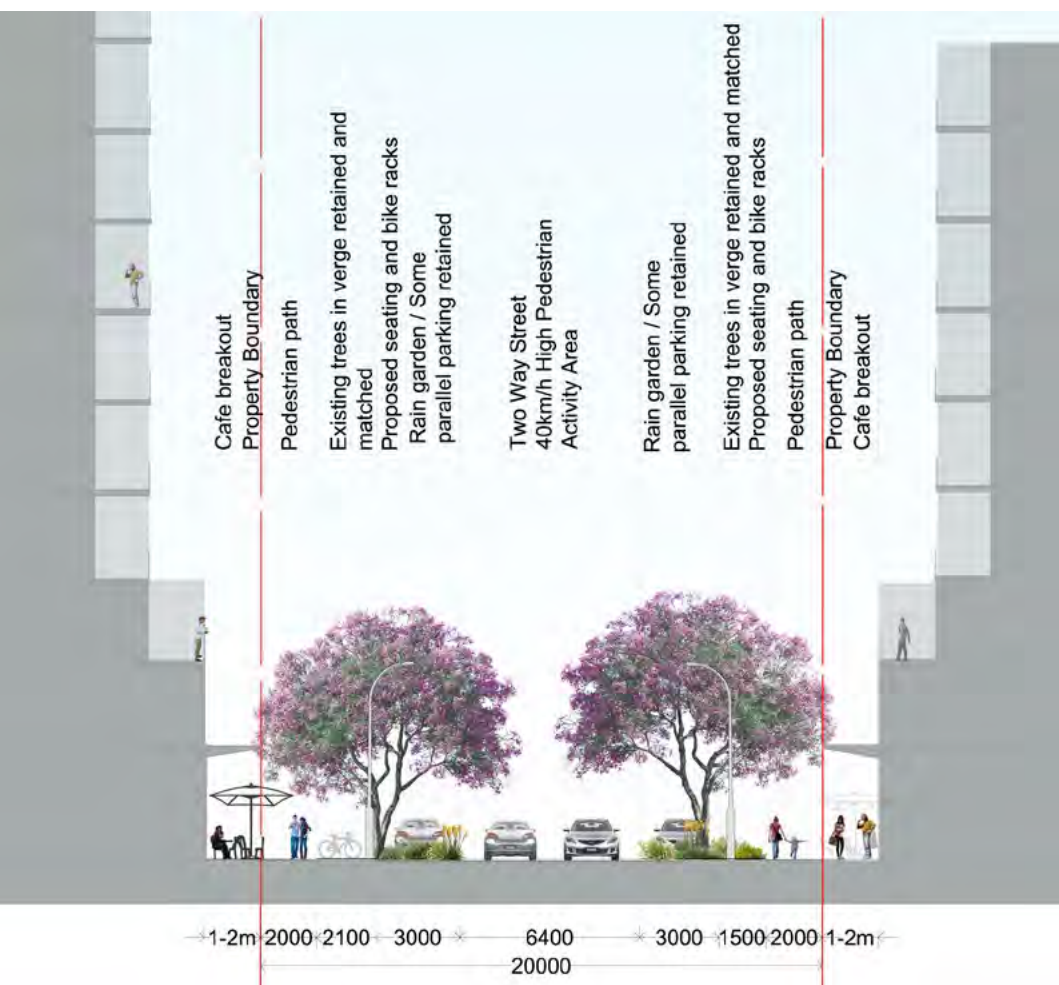 Cafe breakout
Property Boundary
Pedestrian path
Existing trees in verge retained and
matched
Proposed seating and bike racks
Rain garden / Some
parallel parking retained
Two Way Street
40km/h High Pedestrian
Activity Area
Rain garden / Some
parallel parking retained
Existing trees in verge retained and matched
Proposed seating and bike racks
Pedestrian path
Property Boundary
Cafe breakout
1-2m 2000 2100 3000 6400 3000 1500 2000 1-2m
20000